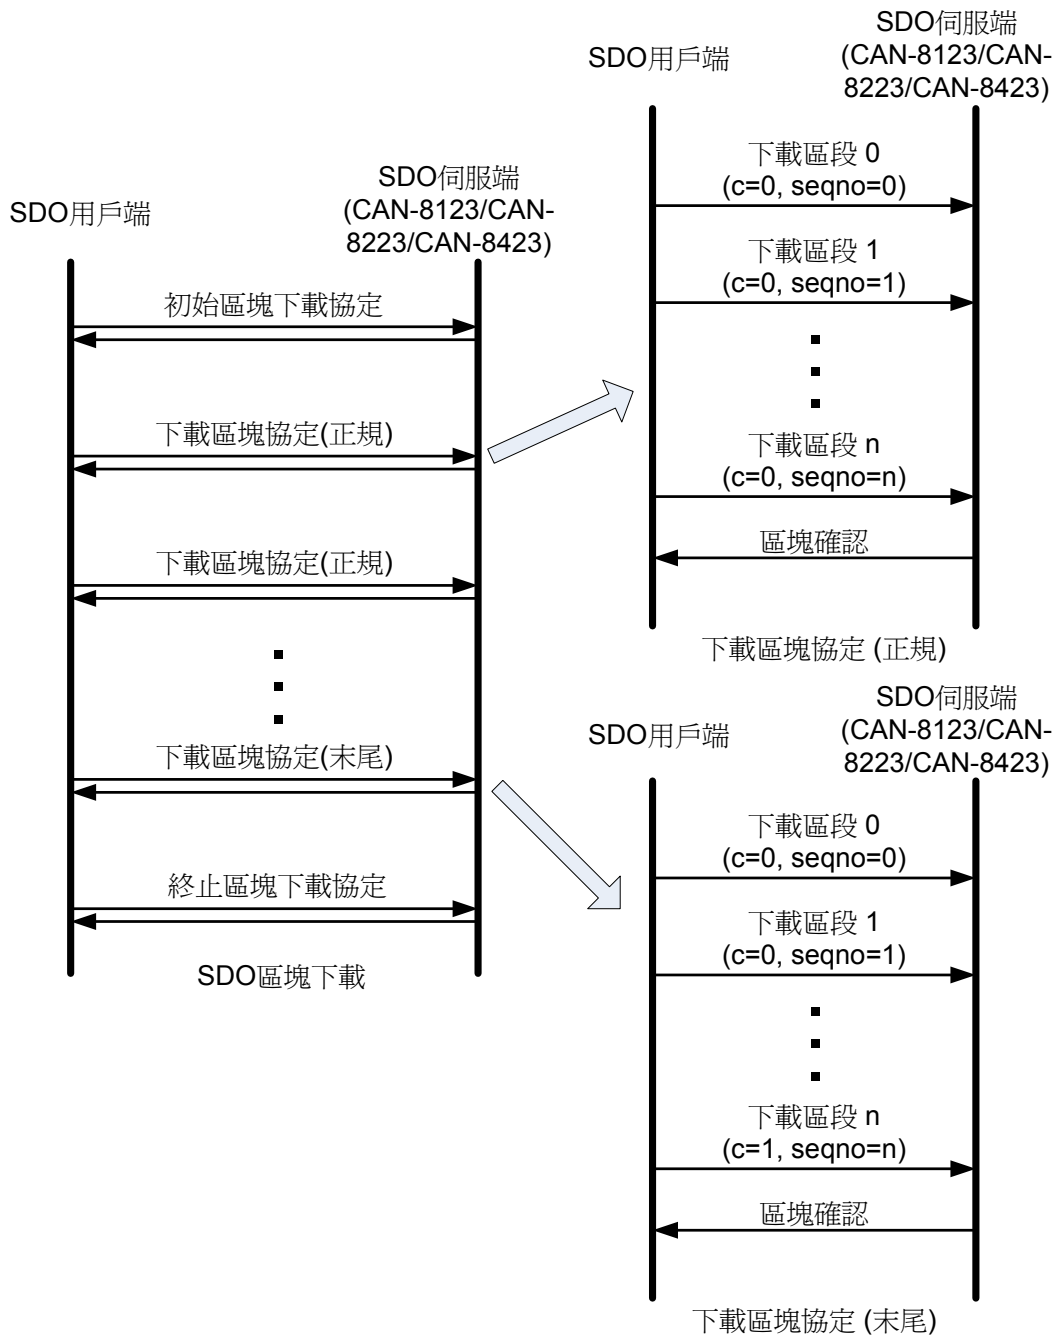 SDO用戶端
SDO伺服端
(CAN-8123/CAN-
8223/CAN-8423)
初始區塊下載協定
下載區塊協定(正規)
下載區塊協定(正規)
下載區塊協定(末尾)
終止區塊下載協定
SDO區塊下載
SDO用戶端
SDO伺服端
(CAN-8123/CAN-
8223/CAN-8423)
下載區段 0
(c=0, seqno=0)
下載區段 1
(c=0, seqno=1)
下載區段 n
(c=0, seqno=n)
區塊確認
下載區塊協定 (正規)
SDO用戶端
SDO伺服端
(CAN-8123/CAN-
8223/CAN-8423)
下載區段 0
(c=0, seqno=0)
下載區段 1
(c=0, seqno=1)
下載區段 n
(c=1, seqno=n)
區塊確認
下載區塊協定 (末尾)